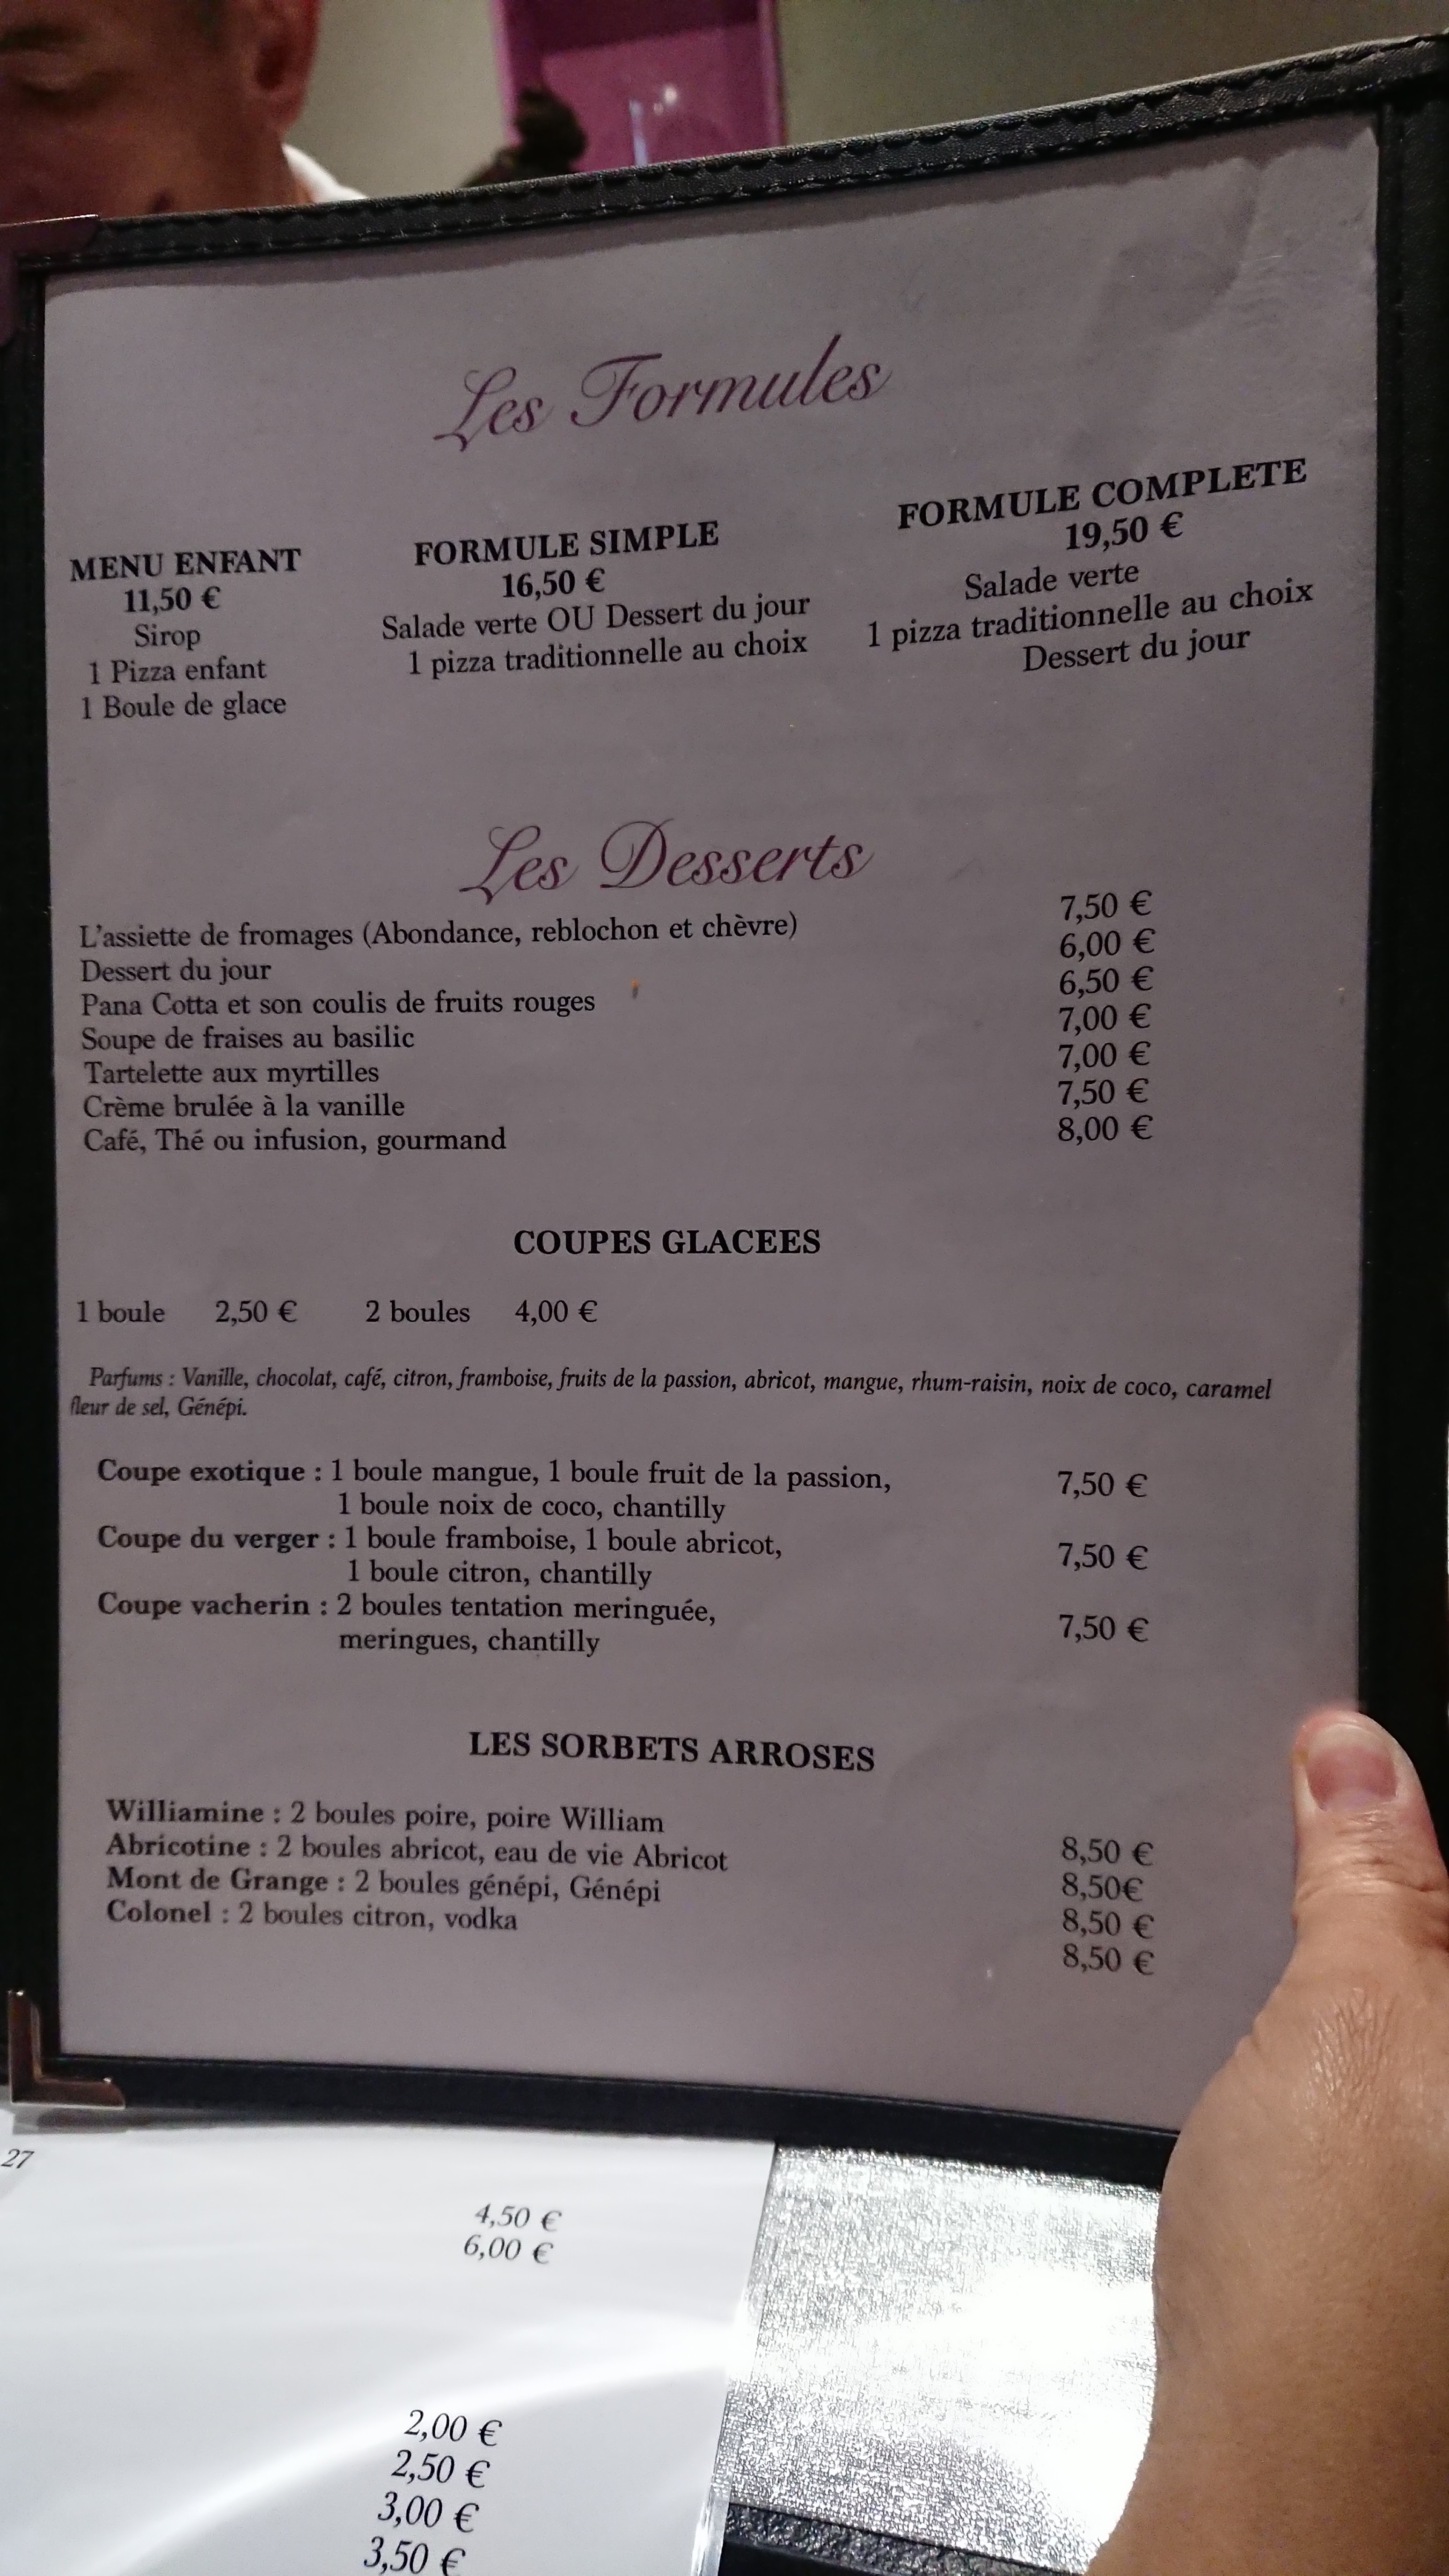 Les Formules
MENU ENFANT
11,50 €
Sirop
1 Pizza enfant
1 Boule de glace
FORMULE SIMPLE
16,50 €
Salade verte OU Dessert du jour
1 pizza traditionnelle au choix
FORMULE COMPLETE
19,50 €
Salade verte
1 pizza traditionnelle au choix
Dessert du jour
Les Desserts
L'assiette de fromages (Abondance, reblochon et chèvre) 7,50 €
Dessert du jour 6,00 €
Pana Cotta et son coulis de fruits rouges 6,50 €
Soupe de fraises au basilic 7,00 €
Tartelette aux myrtilles 7,00 €
Crème brulée à la vanille 7,50 €
Café, Thé ou infusion, gourmand 8,00 €
COUPES GLACEES
1 boule 2,50 € 2 boules 4,00 €
Parfums : Vanille, chocolat, café, citron, framboise, fruits de la passion, abricot, mangue, rhum-raisin, noix de coco, caramel
fleur de sel, Génépi.
Coupe exotique : 1 boule mangue, 1 boule fruit de la passion, 7,50 €
1 boule noix de coco, chantilly
Coupe du verger : 1 boule framboise, 1 boule abricot, 7,50 €
1 boule citron, chantilly
Coupe vacherin : 2 boules tentation meringuée, 7,50 €
meringues, chantilly
LES SORBETS ARROSES
Williamine : 2 boules poire, poire William 8,50 €
Abricotine : 2 boules abricot, eau de vie Abricot 8,50€
Mont de Grange : 2 boules génépi, Génépi 8,50 €
Colonel : 2 boules citron, vodka 8,50 €
27
4,50 €
6,00 €
2,00 €
2,50 €
3,00 €
3,50 €